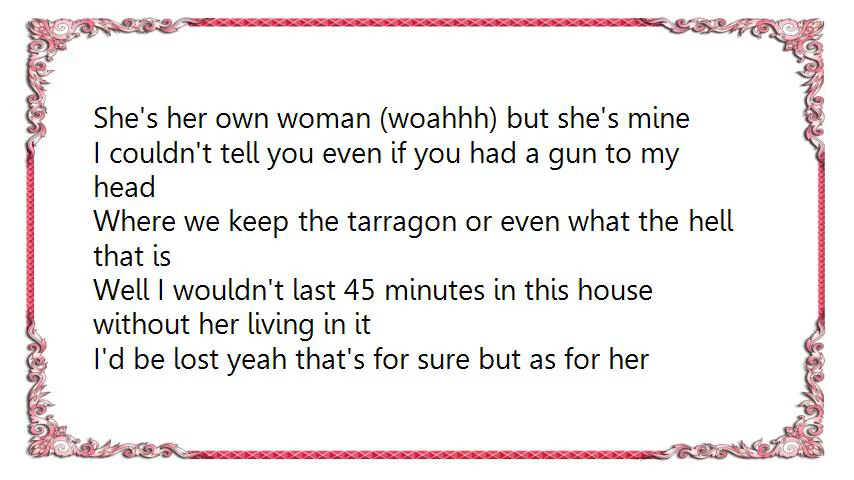 She's her own woman (woahhh) but she's mine
I couldn't tell you even if you had a gun to my
head
Where we keep the tarragon or even what the hell
that is
Well I wouldn't last 45 minutes in this house
without her living in it
I'd be lost yeah that's for sure but as for her